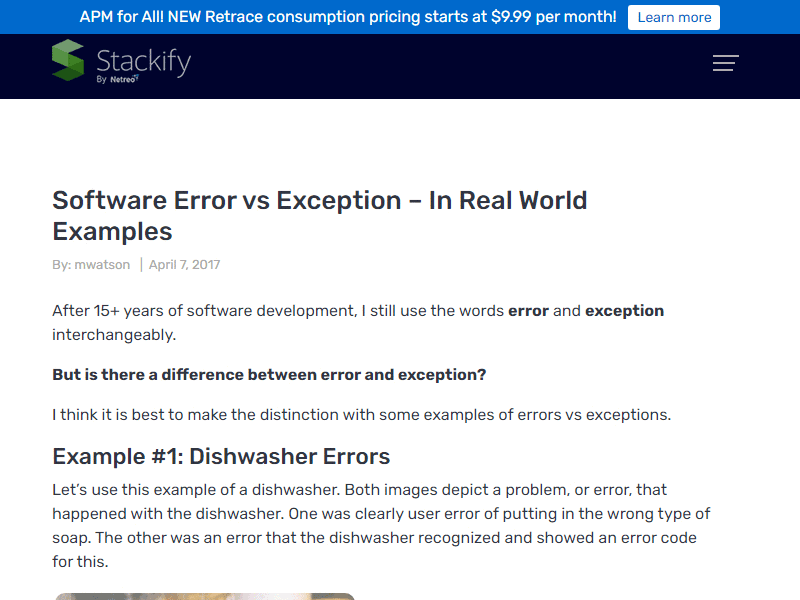 APM for All! NEW Retrace consumption pricing starts at $9.99 per month! Learn more
Stackify
By Netreo
Software Error vs Exception – In Real World
Examples
By: mwatson | April 7, 2017
After 15+ years of software development, I still use the words error and exception
interchangeably.
But is there a difference between error and exception?
I think it is best to make the distinction with some examples of errors vs exceptions.
Example #1: Dishwasher Errors
Let’s use this example of a dishwasher. Both images depict a problem, or error, that
happened with the dishwasher. One was clearly user error of putting in the wrong type of
soap. The other was an error that the dishwasher recognized and showed an error code
for this.